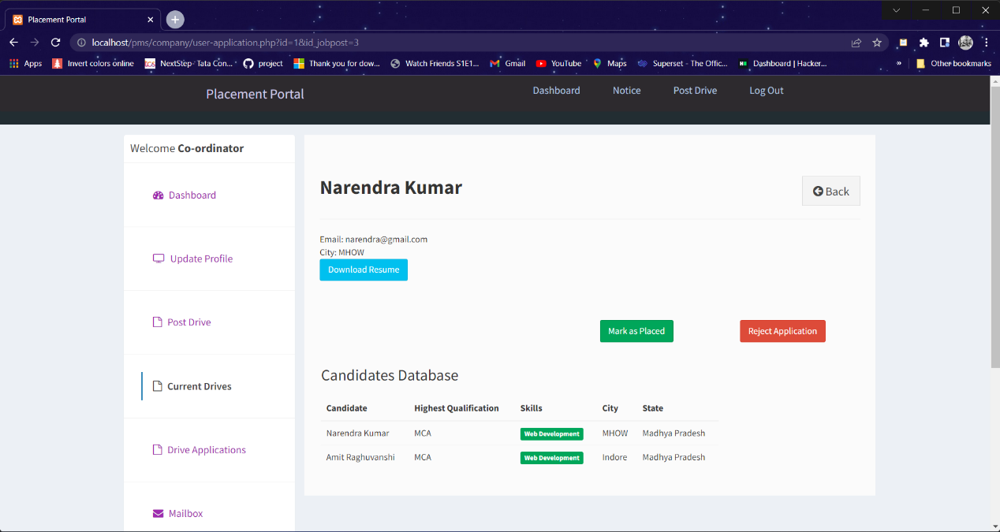 Placement Portal
localhost/pms/company/user-application.php?id=1&id_jobpost=3
Apps Invert colors online NextStep - Tata Con... project Thank you for dow... Watch Friends S1E1... Gmail YouTube Maps Superset - The Offic... Dashboard | Hacker... » Other bookmarks
Placement Portal Dashboard Notice Post Drive Log Out
Welcome Co-ordinator
Dashboard
Update Profile
Post Drive
Current Drives
Drive Applications
Mailbox
Narendra Kumar
Back
Email: narendra@gmail.com
City: MHOW
Download Resume
Mark as Placed Reject Application
Candidates Database
Candidate Highest Qualification Skills City State
Narendra Kumar MCA Web Development MHOW Madhya Pradesh
Amit Raghuvanshi MCA Web Development Indore Madhya Pradesh